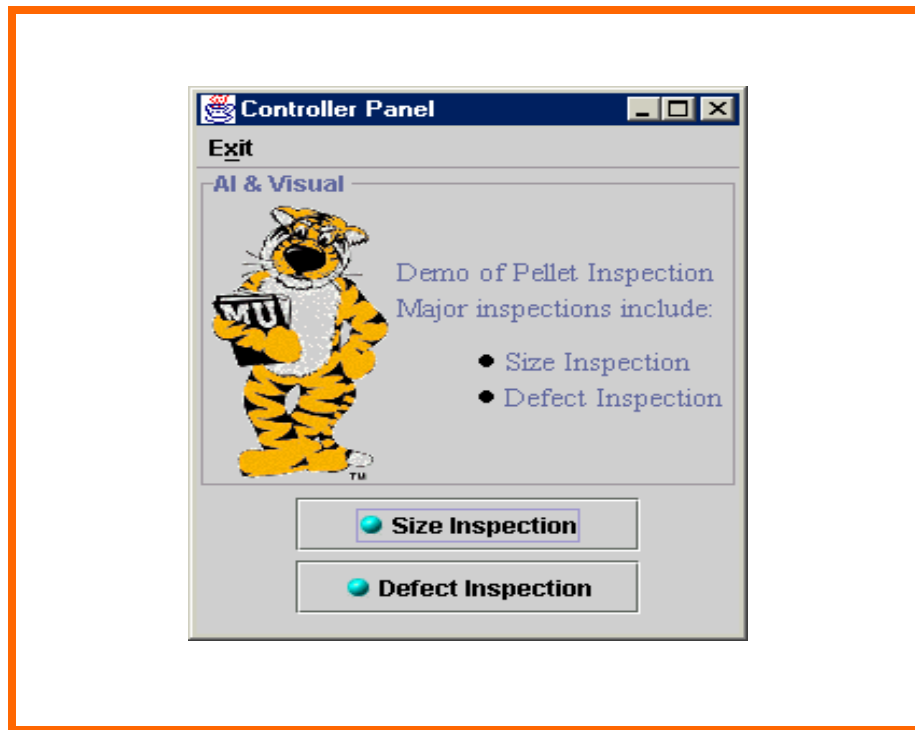 Controller Panel
Exit
AI & Visual
MU
Demo of Pellet Inspection
Major inspections include:
● Size Inspection
● Defect Inspection
TM
Size Inspection
Defect Inspection